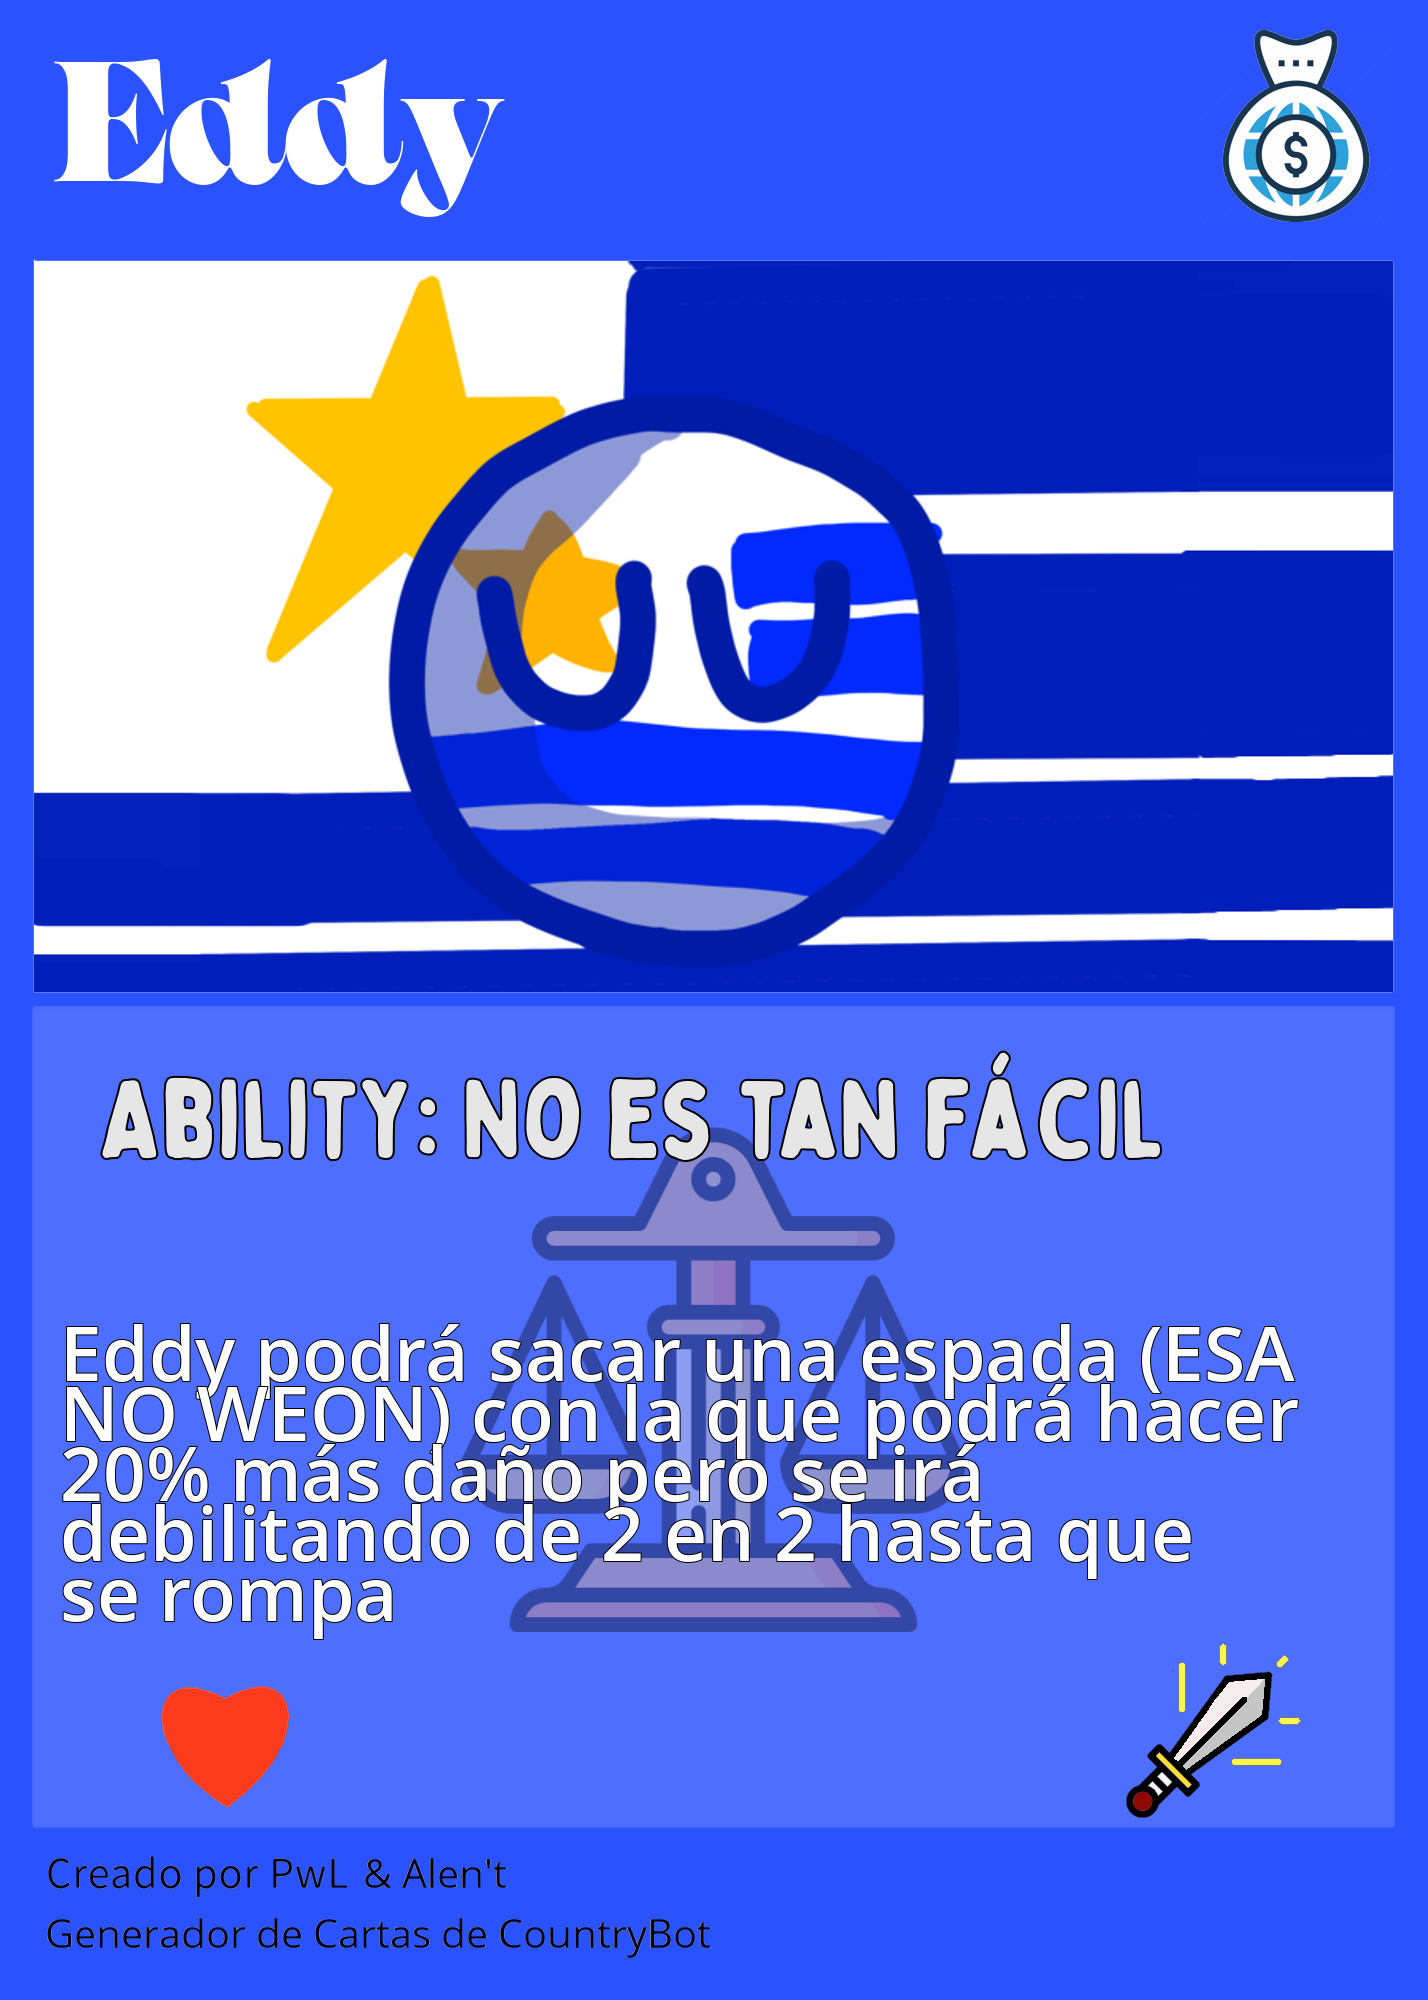 Eddy
$
ABILITY: NO ES TAN FÁCIL
Eddy podrá sacar una espada (ESA
NO WEON) con la que podrá hacer
20% más daño pero se irá
debilitando de 2 en 2 hasta que
se rompa
Creado por PwL & Alen't
Generador de Cartas de CountryBot